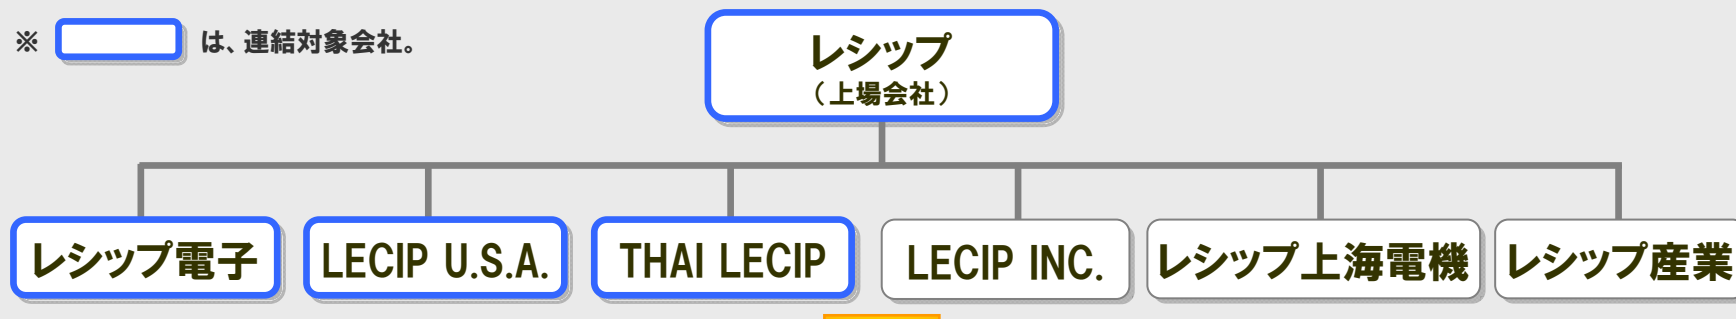 ※ は、連結対象会社。
レシップ
（上場会社）
レシップ電子
LECIP U.S.A.
THAI LECIP
LECIP INC.
レシップ上海電機
レシップ産業